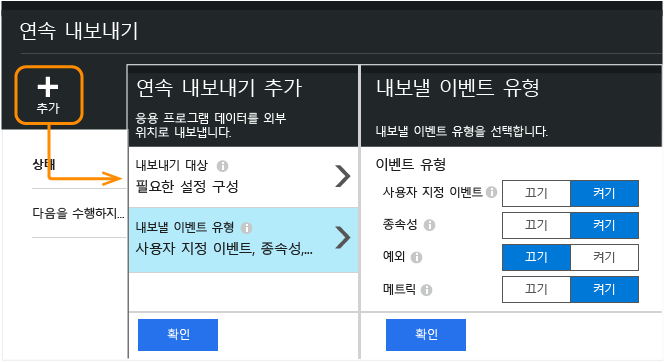 연속 내보내기
추가
상태
다음을 수행하지...
연속 내보내기 추가
응용 프로그램 데이터를 외부
위치로 내보냅니다.
내보내기 대상
필요한 설정 구성
내보낼 이벤트 유형
사용자 지정 이벤트, 종속성,...
확인
내보낼 이벤트 유형
내보낼 이벤트 유형을 선택합니다.
이벤트 유형
사용자 지정 이벤트 끄기 켜기
종속성 끄기 켜기
예외 끄기 켜기
메트릭 끄기 켜기
확인